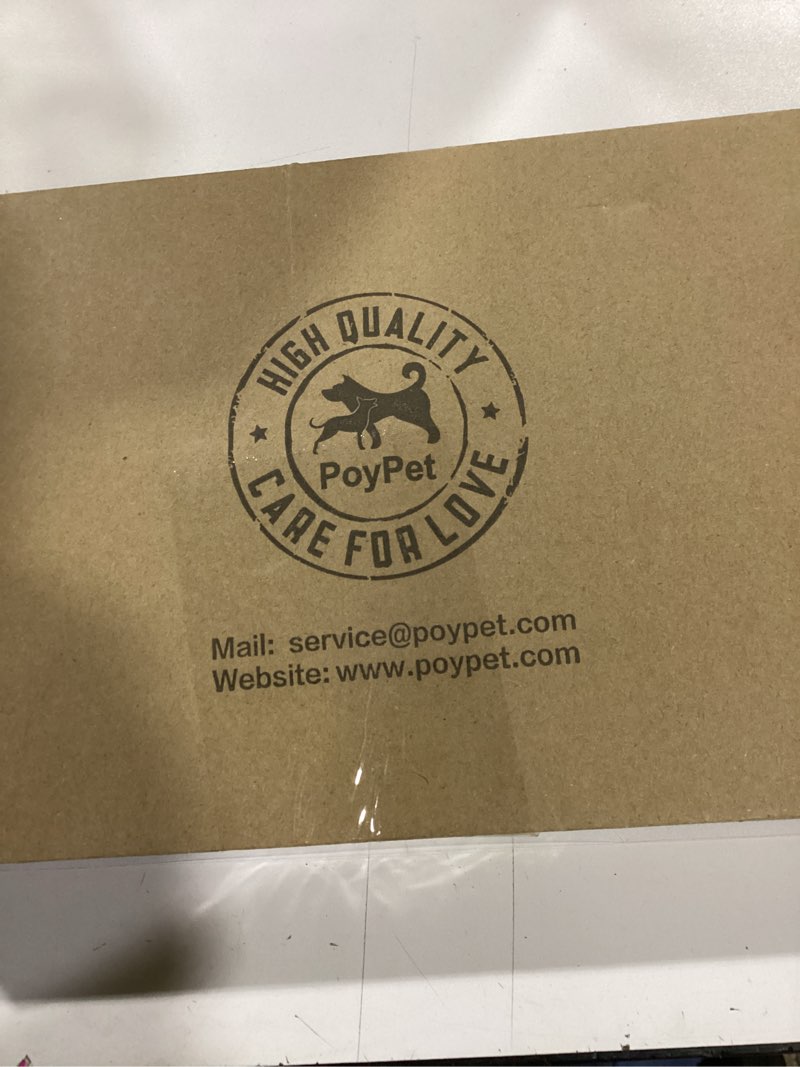 HIGH QUALITY
PoyPet
CARE FOR LOVE
Mail: service@poypet.com
Website: www.poypet.com